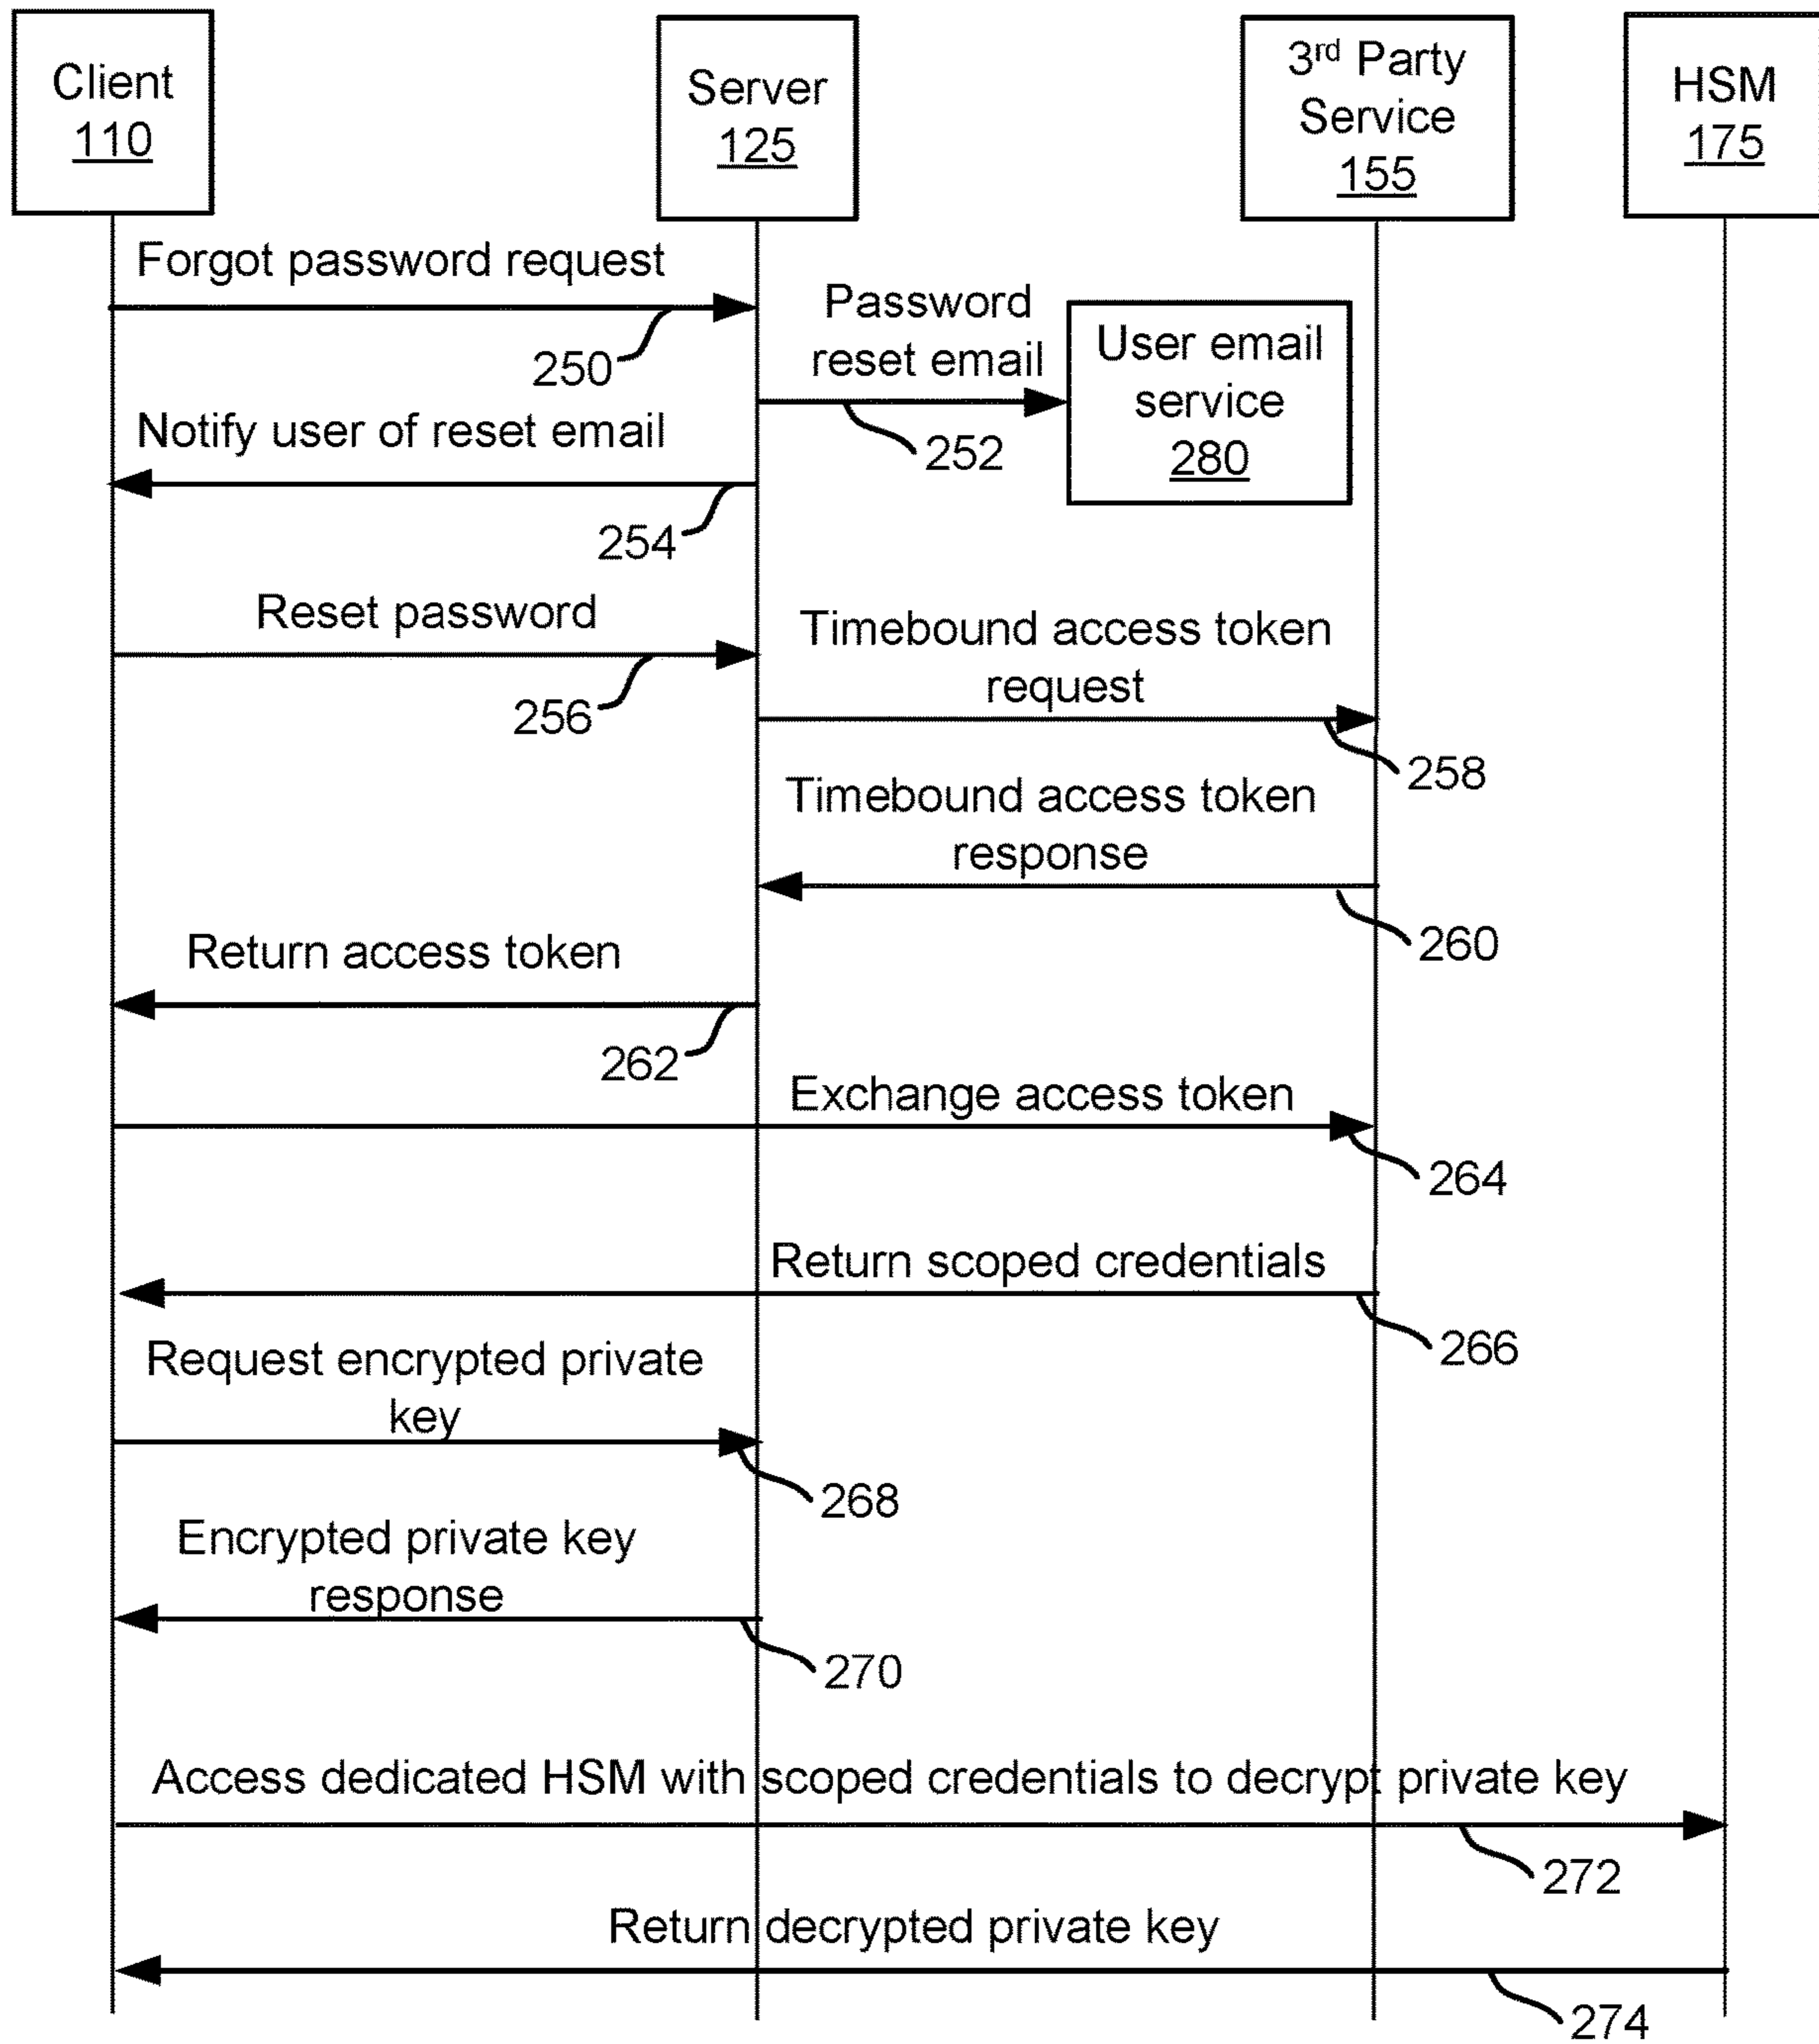 Client
110
Server
125
3rd Party
Service
155
HSM
175
Forgot password request
250
Password
reset email
252
User email
service
280
Notify user of reset email
254
Reset password
256
Timebound access token
request
258
Timebound access token
response
260
Return access token
262
Exchange access token
264
Return scoped credentials
266
Request encrypted private
key
268
Encrypted private key
response
270
Access dedicated HSM with scoped credentials to decrypt private key
272
Return decrypted private key
274